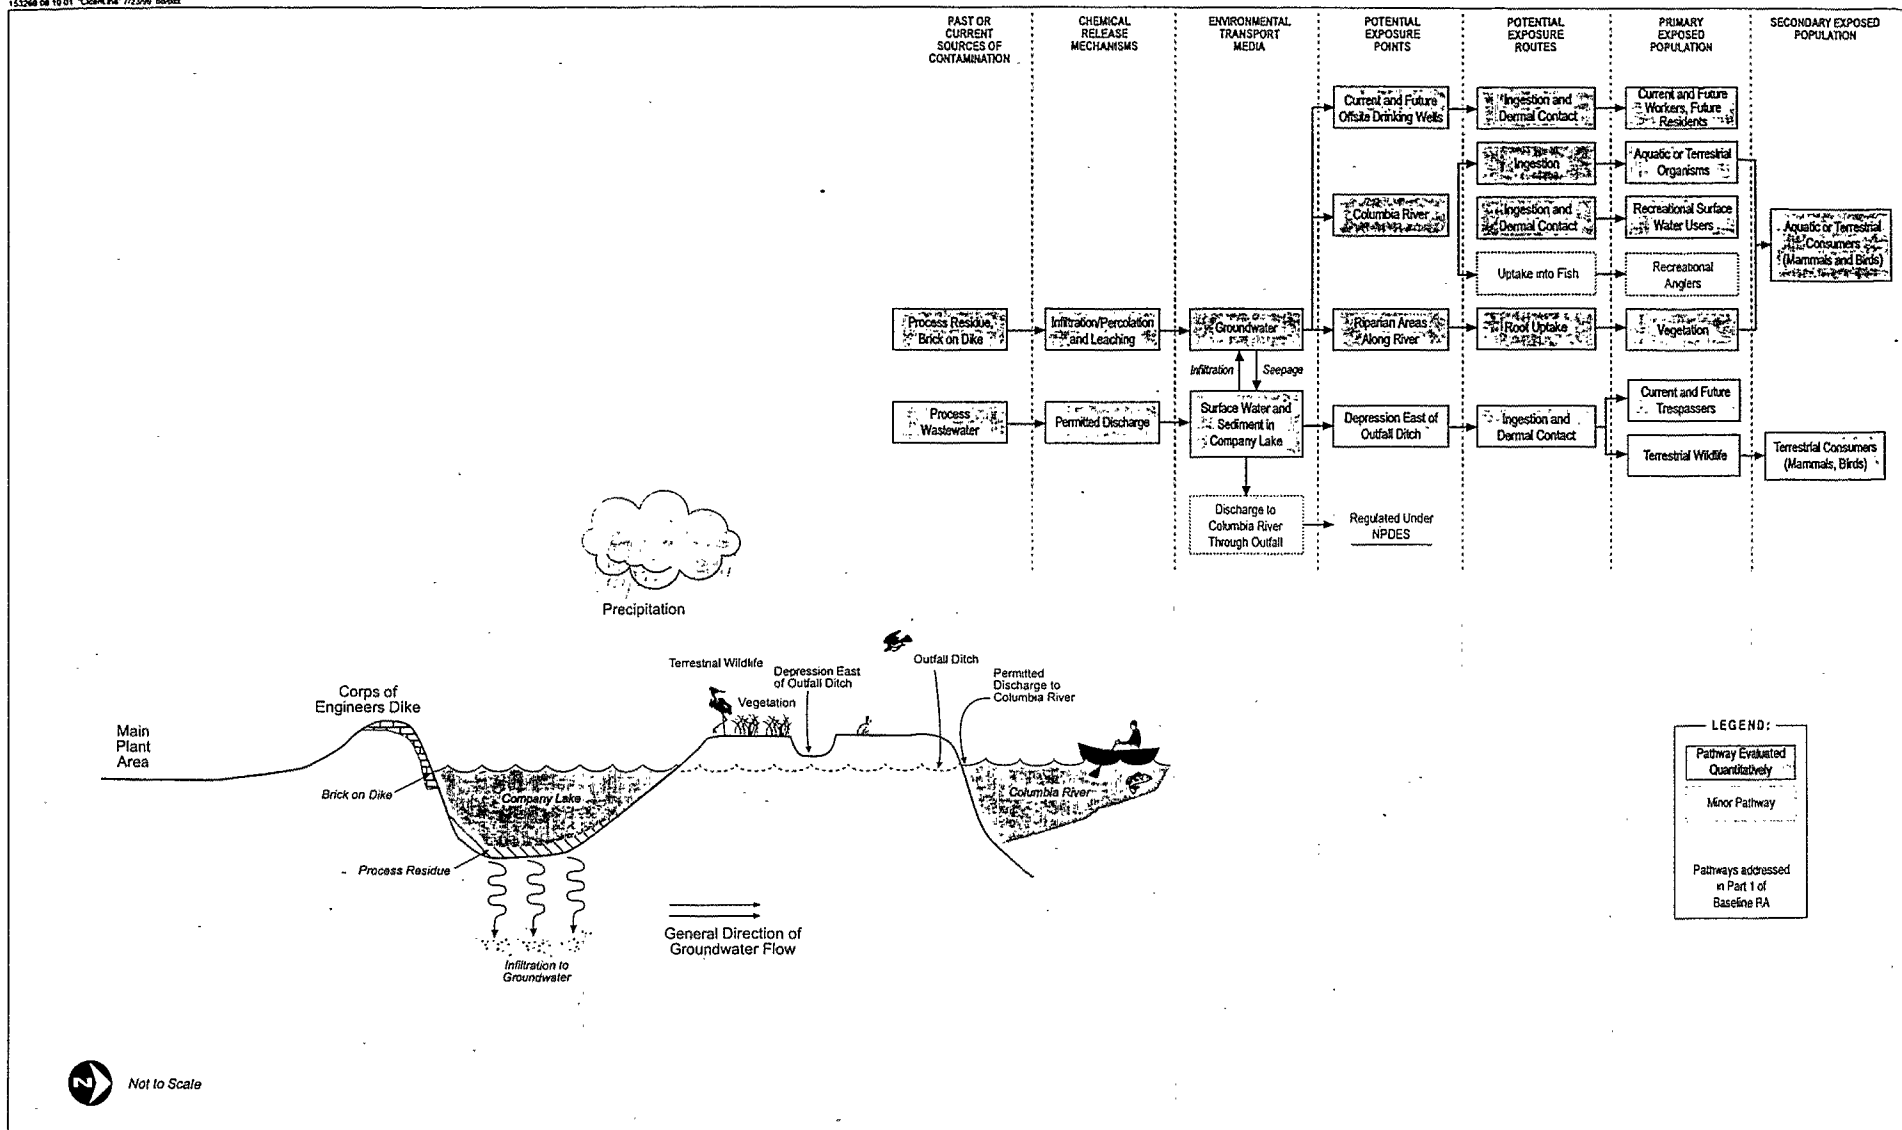 PAST OR
CURRENT
SOURCES OF
CONTAMINATION
CHEMICAL
RELEASE
MECHANISMS
ENVIRONMENTAL
TRANSPORT
MEDIA
POTENTIAL
EXPOSURE
POINTS
POTENTIAL
EXPOSURE
ROUTES
PRIMARY
EXPOSED
POPULATION
SECONDARY EXPOSED
POPULATION
Current and Future
Offsite Drinking Wells
Ingestion and
Dermal Contact
Current and Future
Workers, Future
Residents
Ingestion
Aquatic or Terrestrial
Organisms
Columbia River
Ingestion and
Dermal Contact
Recreational Surface
Water Users
Aquatic or Terrestrial
Consumers
(Mammals and Birds)
Uptake into Fish
Recreational
Anglers
Process Residue,
Brick on Dike
Infiltration/Percolation
and Leaching
Groundwater
Riparian Areas
Along River
Root Uptake
Vegetation
Infiltration
Seepage
Process
Wastewater
Permitted Discharge
Surface Water and
Sediment in
Company Lake
Depression East of
Outfall Ditch
Ingestion and
Dermal Contact
Current and Future
Trespassers
Terrestrial Wildlife
Terrestrial Consumers
(Mammals, Birds)
Discharge to
Columbia River
Through Outfall
Regulated Under
NPDES
Precipitation
Terrestrial Wildlife
Depression East
of Outfall Ditch
Vegetation
Outfall Ditch
Permitted
Discharge to
Columbia River
Corps of
Engineers Dike
Main
Plant
Area
Brick on Dike
Company Lake
Columbia River
Process Residue
General Direction of
Groundwater Flow
Infiltration to
Groundwater
LEGEND:
Pathway Evaluated
Quantitatively
Minor Pathway
Pathways addressed
in Part 1 of
Baseline RA
N
Not to Scale